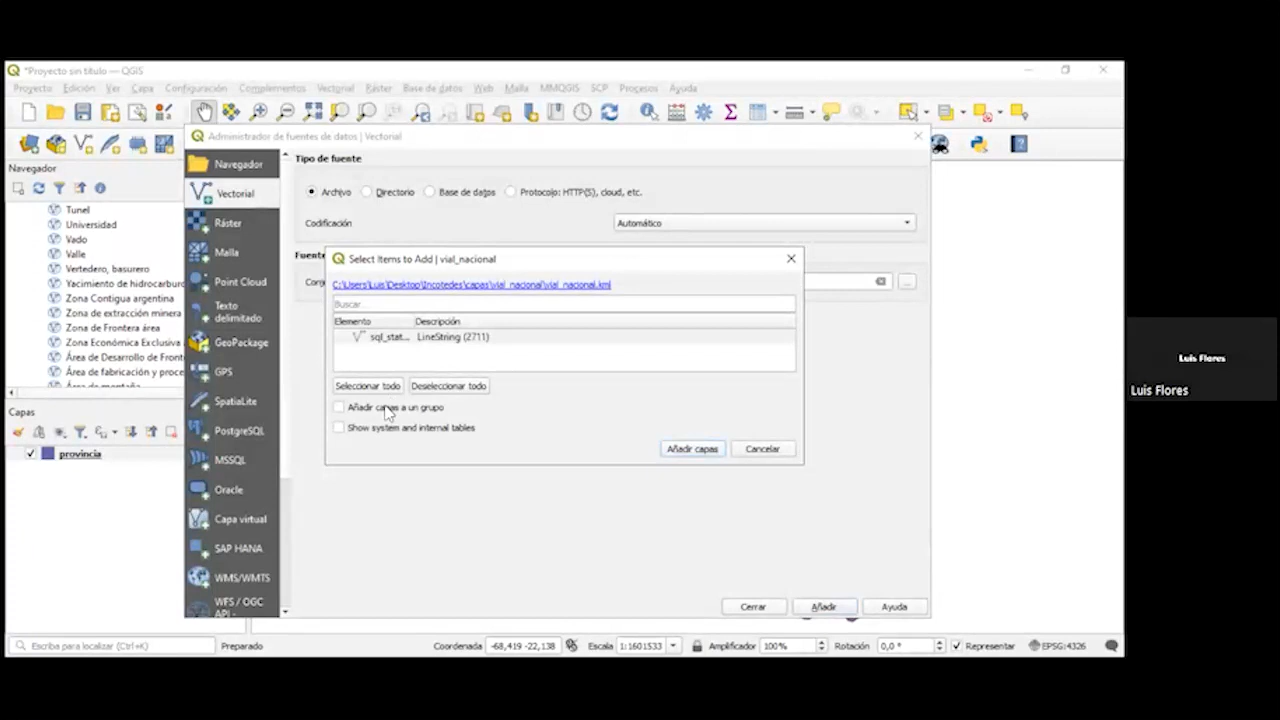 *Proyecto sin título — QGIS
Proyecto Edición Ver Capa Configuración Complementos Vectorial Ráster Base de datos Web Malla MMQGIS SCP Procesos Ayuda
Administrador de fuentes de datos | Vectorial
Navegador
Tunel
Universidad
Vado
Valle
Vertedero, basurero
Yacimiento de hidrocarburo
Zona Contigua argentina
Zona de extracción minera
Zona de Frontera área
Zona Económica Exclusiva
Área de Desarrollo de Front
Área de fabricación y proce
Área de montaña
Capas
provincia
Navegador
Vectorial
Ráster
Malla
Point Cloud
Texto
delimitado
GeoPackage
GPS
SpatiaLite
PostgreSQL
MSSQL
Oracle
Capa virtual
SAP HANA
WMS/WMTS
WFS / OGC
API -
Tipo de fuente
Archivo Directorio Base de datos Protocolo: HTTP(S), cloud, etc.
Codificación Automático
Fuent
Conj
...
Select Items to Add | vial_nacional
C:\Users\Luis\Desktop\Incotedes\capas\vial_nacional\vial_nacional.kml
Buscar...
Elemento Descripción
sql_stat... LineString (2711)
Seleccionar todo Deseleccionar todo
Añadir capas a un grupo
Show system and internal tables
Añadir capas Cancelar
Cerrar Añadir Ayuda
Escriba para localizar (Ctrl+K) Preparado Coordenada -68,419 -22,138 Escala 1:1601533 Amplificador 100% Rotación 0,0 ° Representar EPSG:4326
Luis Flores
Luis Flores